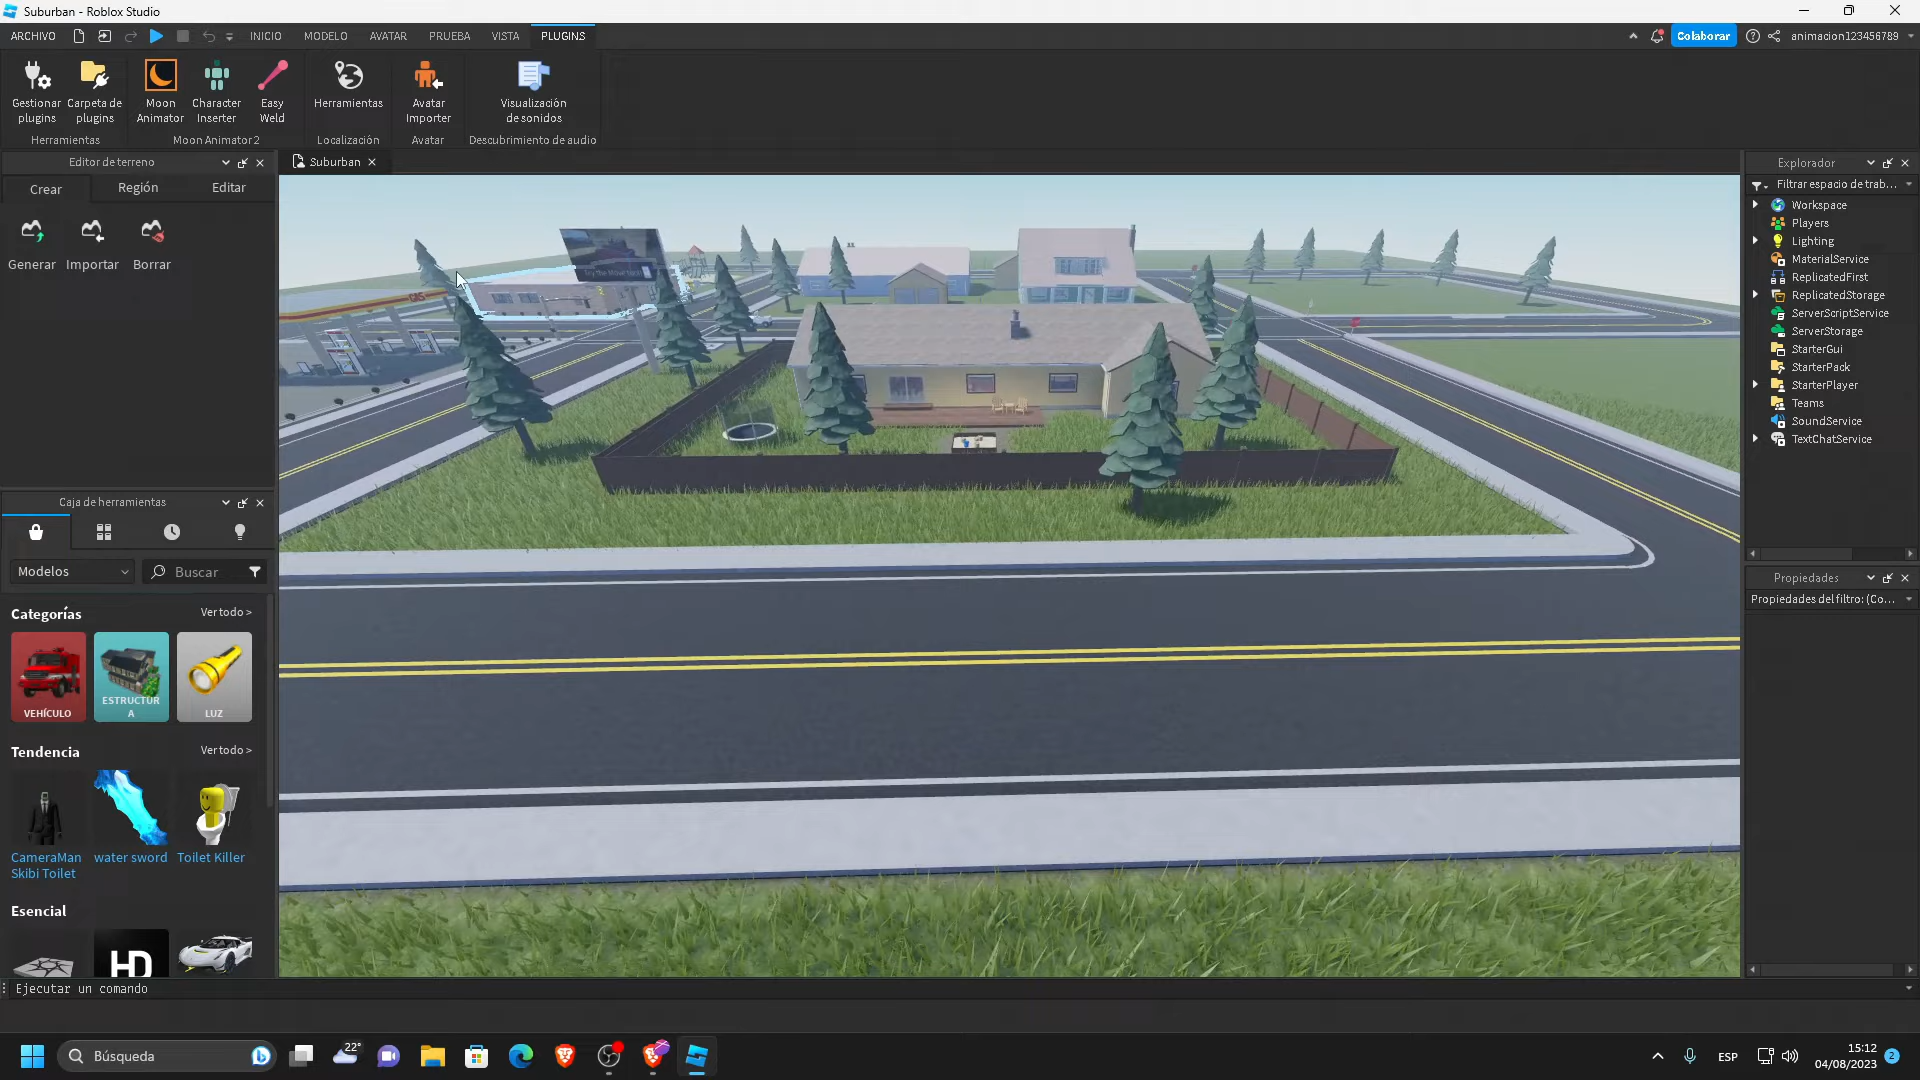 Suburban - Roblox Studio
ARCHIVO
INICIO
MODELO
AVATAR
PRUEBA
VISTA
PLUGINS
Colaborar
animacion123456789
Gestionar
plugins
Carpeta de
plugins
Moon
Animator
Character
Inserter
Easy
Weld
Herramientas
Avatar
Importer
Visualización
de sonidos
Herramientas
Moon Animator 2
Localización
Avatar
Descubrimiento de audio
Editor de terreno
Crear
Región
Editar
Generar
Importar
Borrar
Suburban
GAS
Explorador
Filtrar espacio de trab...
Workspace
Players
Lighting
MaterialService
ReplicatedFirst
ReplicatedStorage
ServerScriptService
ServerStorage
StarterGui
StarterPack
StarterPlayer
Teams
SoundService
TextChatService
Propiedades
Propiedades del filtro: (Co...
Caja de herramientas
Modelos
Buscar
Categorías
Ver todo >
VEHÍCULO
ESTRUCTUR
A
LUZ
Tendencia
Ver todo >
CameraMan
Skibi Toilet
water sword
Toilet Killer
Esencial
HD
Ejecutar un comando
Búsqueda
22°
ESP
15:12
04/08/2023
2